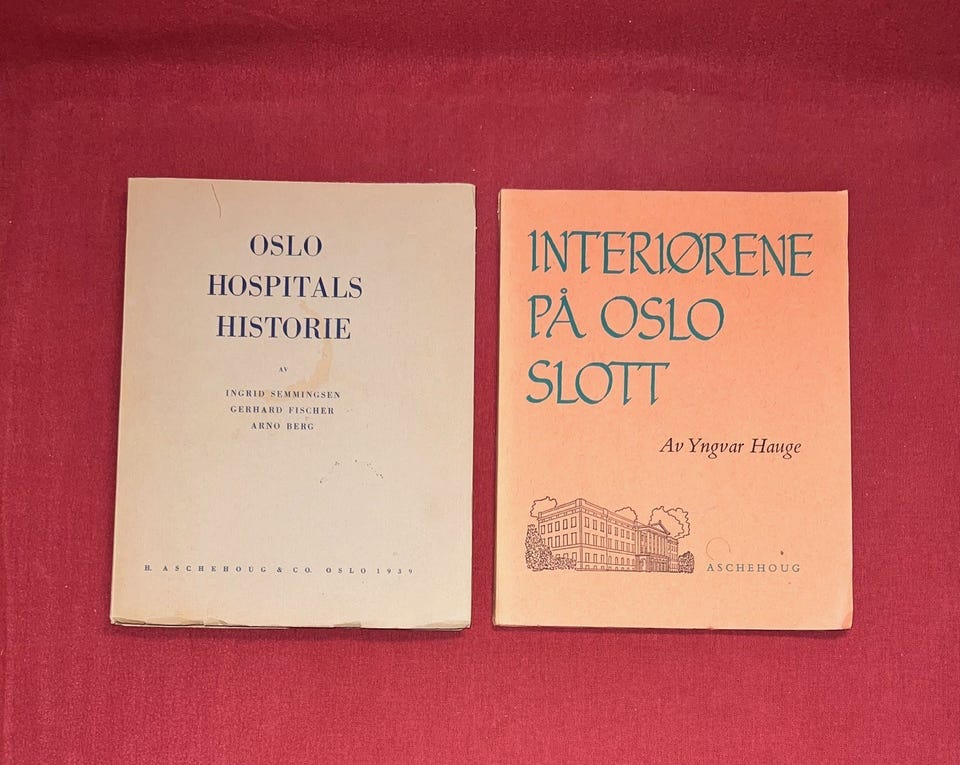 OSLO
HOSPITALS
HISTORIE
AV
INGRID SEMMINGSEN
GERHARD FISCHER
ARNO BERG
H. ASCHEHOUG & CO. OSLO 1939
INTERIØRENE
PÅ OSLO
SLOTT
Av Yngvar Hauge
ASCHEHOUG